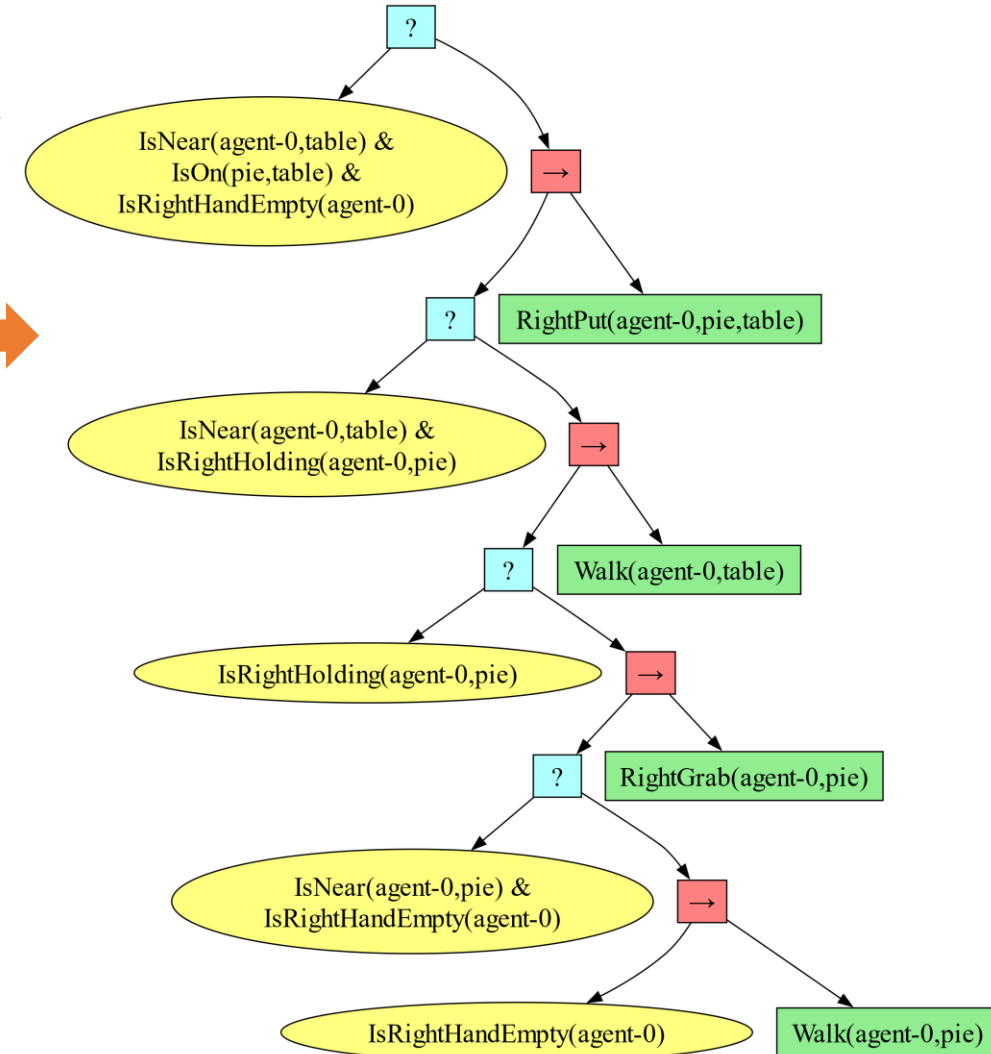 ?
IsNear(agent-0,table) &
IsOn(pie,table) &
IsRightHandEmpty(agent-0)
→
?
RightPut(agent-0,pie,table)
IsNear(agent-0,table) &
IsRightHolding(agent-0,pie)
→
?
Walk(agent-0,table)
IsRightHolding(agent-0,pie)
→
?
RightGrab(agent-0,pie)
IsNear(agent-0,pie) &
IsRightHandEmpty(agent-0)
→
IsRightHandEmpty(agent-0)
Walk(agent-0,pie)